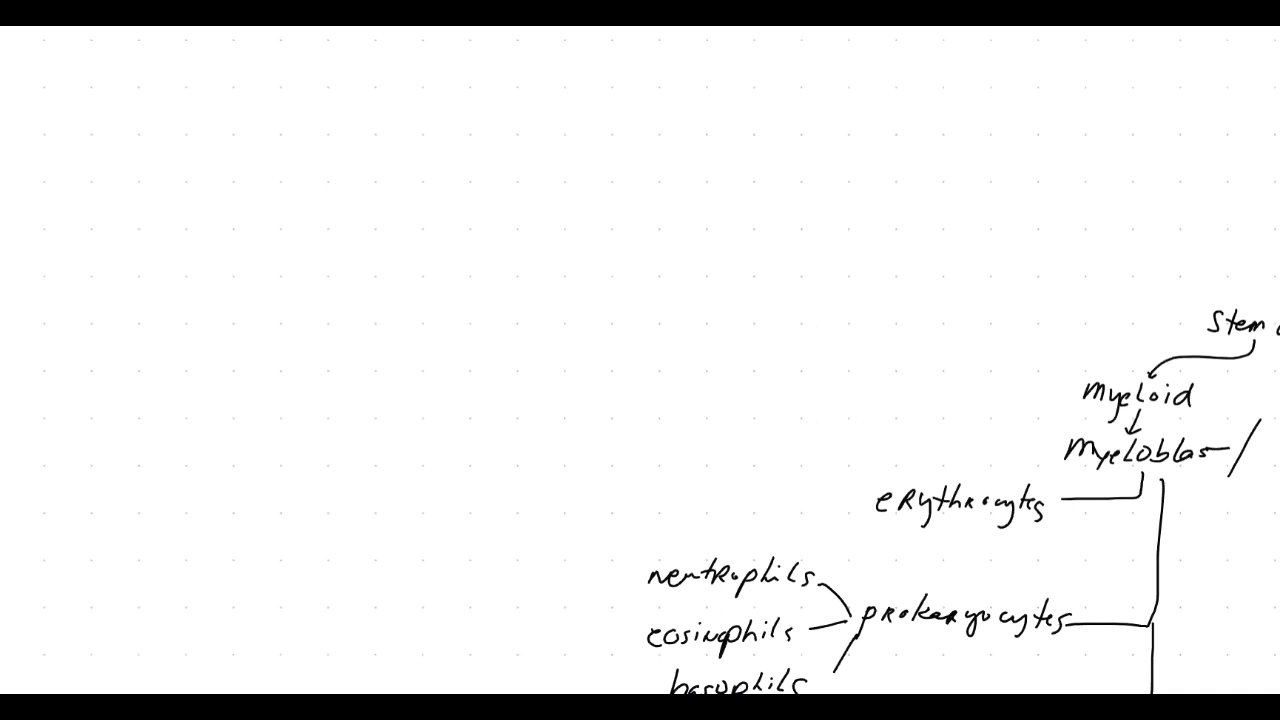 Stem
myeloid
myeloblas
erythrocytes
neutrophils
prokaryocytes
eosinophils
basophils